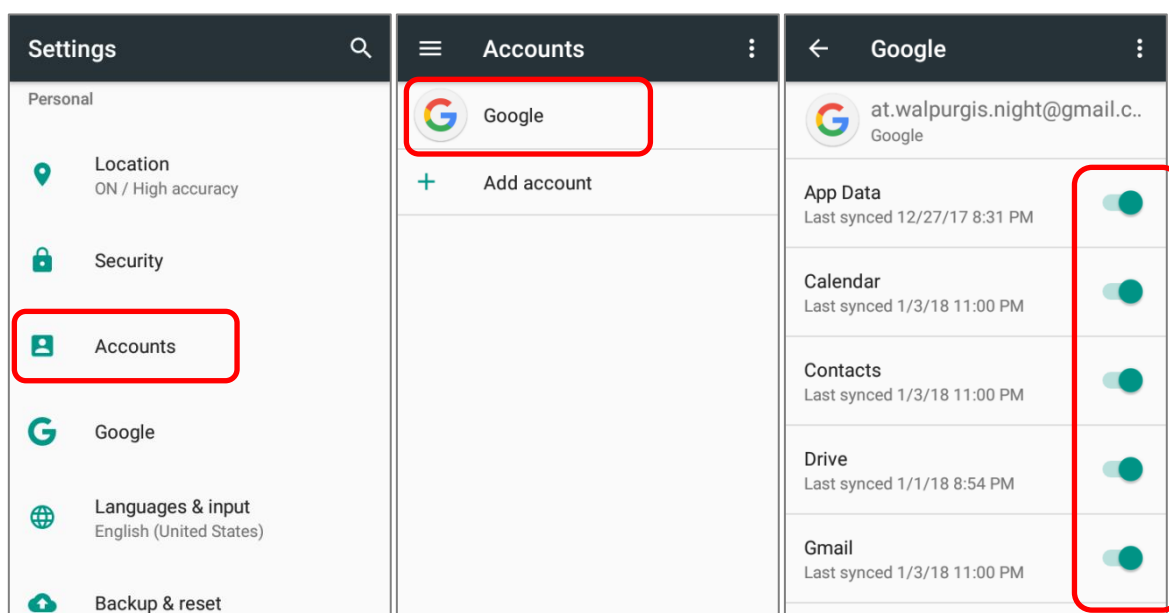 Settings
Personal
Location
ON / High accuracy
Security
Accounts
Google
Languages & input
English (United States)
Backup & reset
Accounts
Google
Add account
Google
at.walpurgis.night@gmail.c..
Google
App Data
Last synced 12/27/17 8:31 PM
Calendar
Last synced 1/3/18 11:00 PM
Contacts
Last synced 1/3/18 11:00 PM
Drive
Last synced 1/1/18 8:54 PM
Gmail
Last synced 1/3/18 11:00 PM